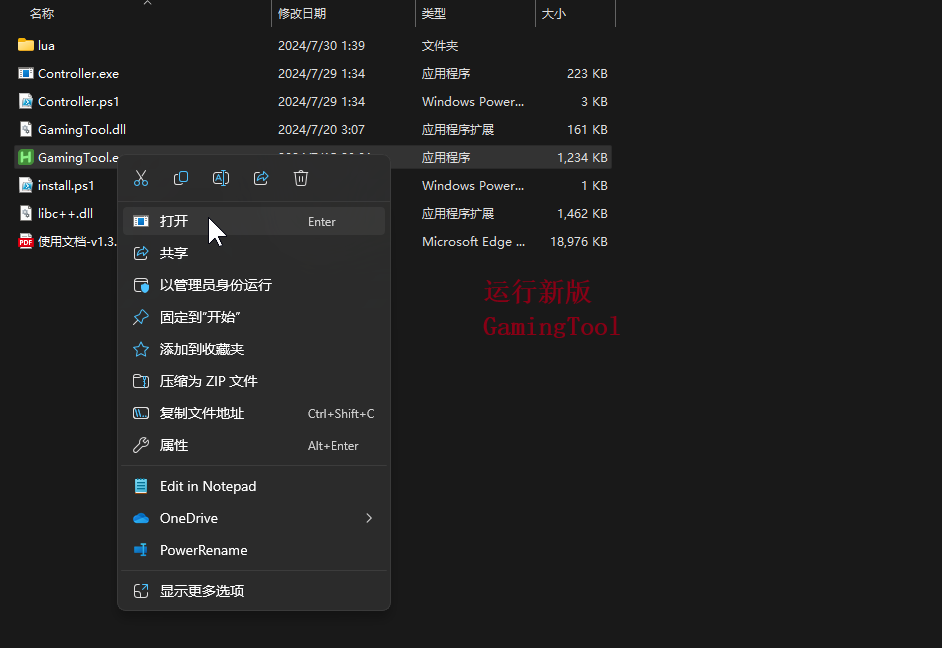 名称 修改日期 类型 大小
lua 2024/7/30 1:39 文件夹
Controller.exe 2024/7/29 1:34 应用程序 223 KB
Controller.ps1 2024/7/29 1:34 Windows Power... 3 KB
GamingTool.dll 2024/7/20 3:07 应用程序扩展 161 KB
GamingTool.e 应用程序 1,234 KB
install.ps1 Windows Power... 1 KB
libc++.dll 应用程序扩展 1,462 KB
使用文档-v1.3. Microsoft Edge ... 18,976 KB
打开 Enter
共享
以管理员身份运行
固定到"开始"
添加到收藏夹
压缩为 ZIP 文件
复制文件地址 Ctrl+Shift+C
属性 Alt+Enter
Edit in Notepad
OneDrive
PowerRename
显示更多选项
运行新版
GamingTool